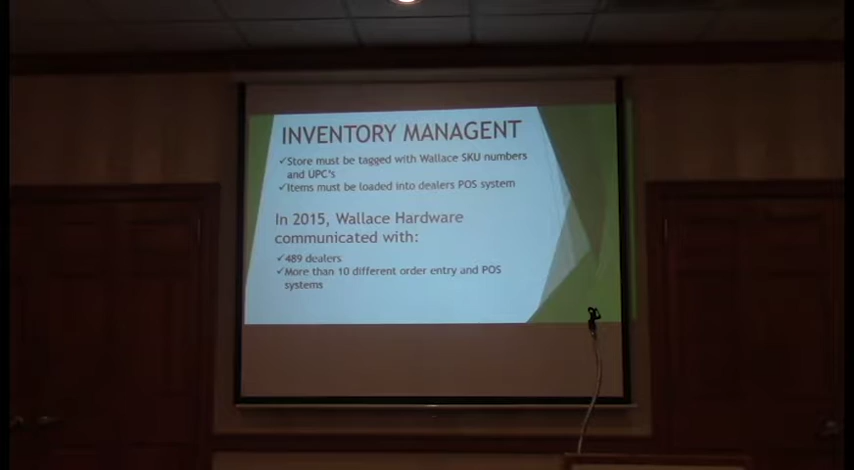 INVENTORY MANAGENT
✓Store must be tagged with Wallace SKU numbers
and UPC's
✓Items must be loaded into dealers POS system
In 2015, Wallace Hardware
communicated with:
✓489 dealers
✓More than 10 different order entry and POS
systems